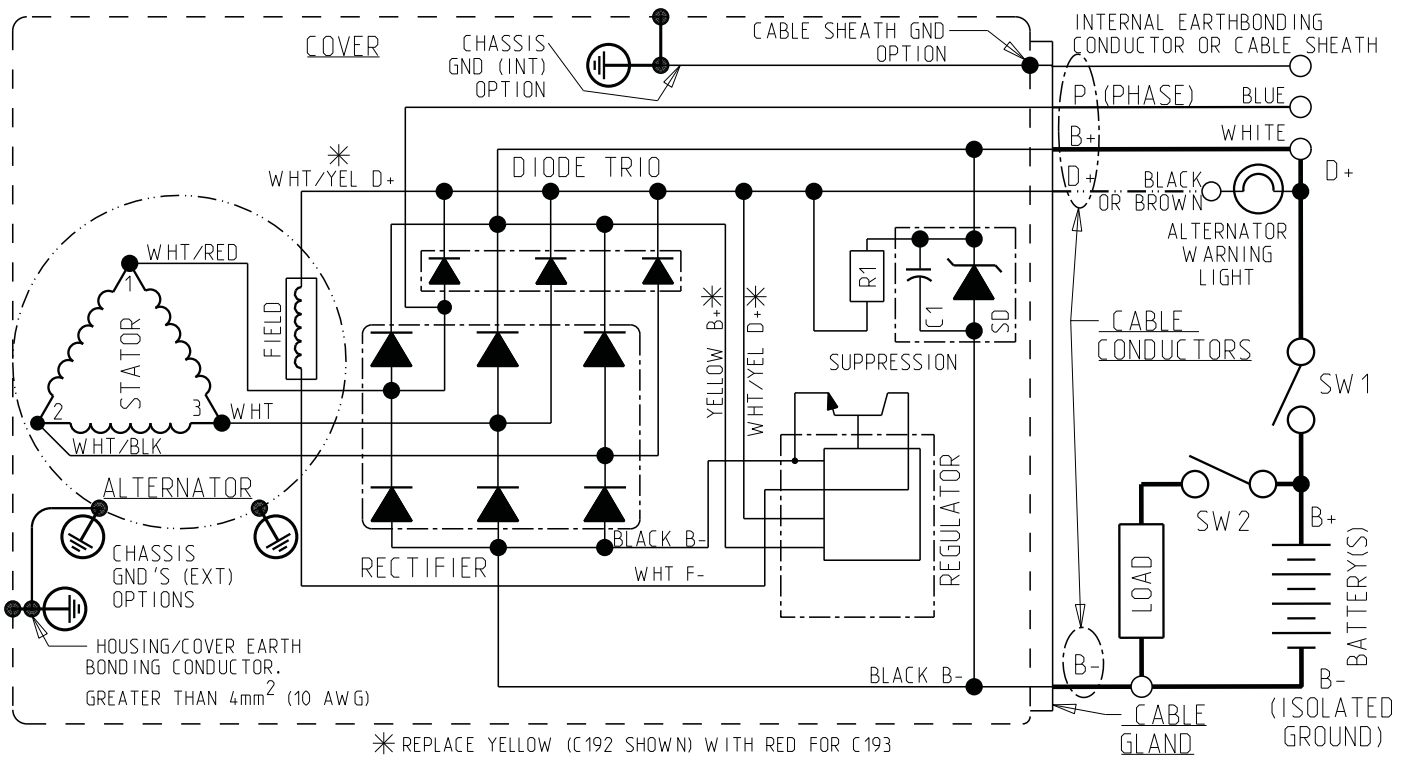 COVER
CHASSIS
GND (INT)
OPTION
CABLE SHEATH GND
OPTION
INTERNAL EARTHBONDING
CONDUCTOR OR CABLE SHEATH
P (PHASE)
BLUE
B+
WHITE
D+
BLACK
OR BROWN
D+
ALTERNATOR
WARNING
LIGHT
DIODE TRIO
* WHT/YEL D+
WHT/RED
1
STATOR
2
3
WHT
WHT/BLK
ALTERNATOR
FIELD
YELLOW B+*
WHT/YEL D+*
R1
C1
SD
SUPPRESSION
CABLE
CONDUCTORS
SW1
SW2
B+
LOAD
BATTERY(S)
REGULATOR
BLACK B-
RECTIFIER
WHT F-
CHASSIS
GND'S (EXT)
OPTIONS
HOUSING/COVER EARTH
BONDING CONDUCTOR.
GREATER THAN 4mm² (10 AWG)
BLACK B-
B-
B-
(ISOLATED
GROUND)
CABLE
GLAND
* REPLACE YELLOW (C192 SHOWN) WITH RED FOR C193